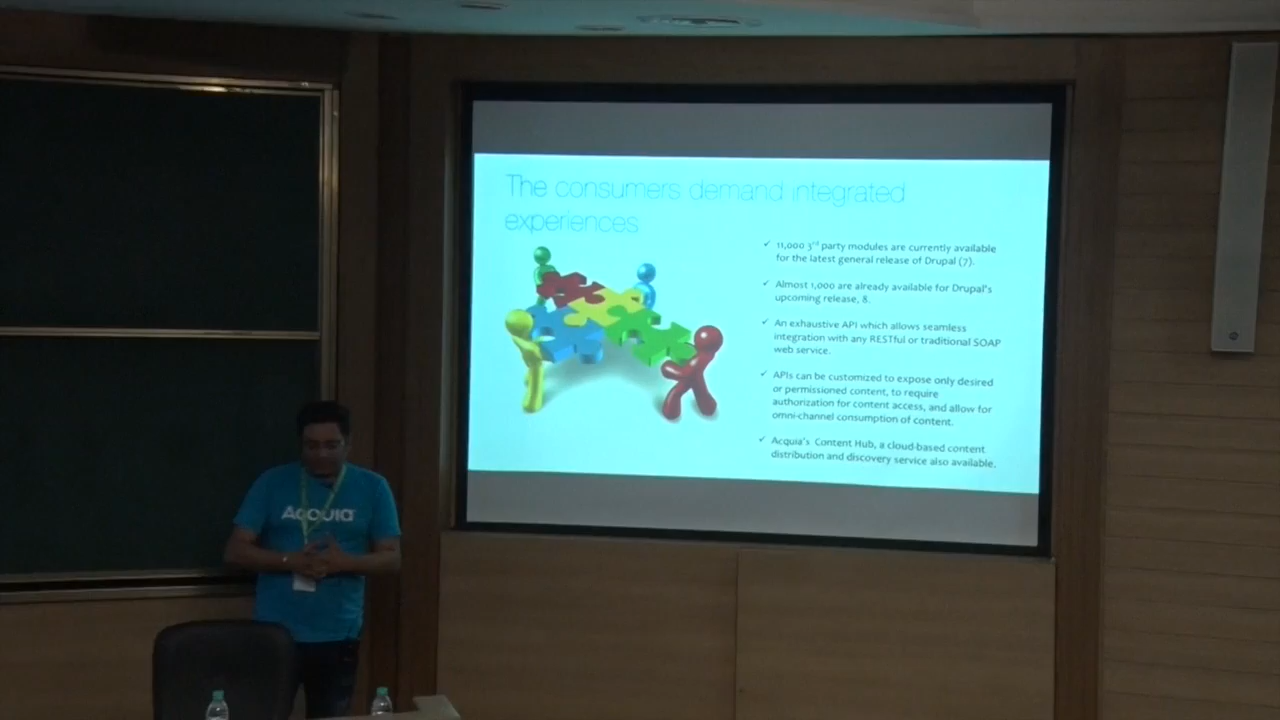 The consumers demand integrated
experiences
✓ 11,000 3rd party modules are currently available
for the latest general release of Drupal (7).
✓ Almost 1,000 are already available for Drupal's
upcoming release, 8.
✓ An exhaustive API which allows seamless
integration with any RESTful or traditional SOAP
web service.
✓ APIs can be customized to expose only desired
or permissioned content, to require
authorization for content access, and allow for
omni-channel consumption of content.
✓ Acquia's Content Hub, a cloud-based content
distribution and discovery service also available.
Acquia